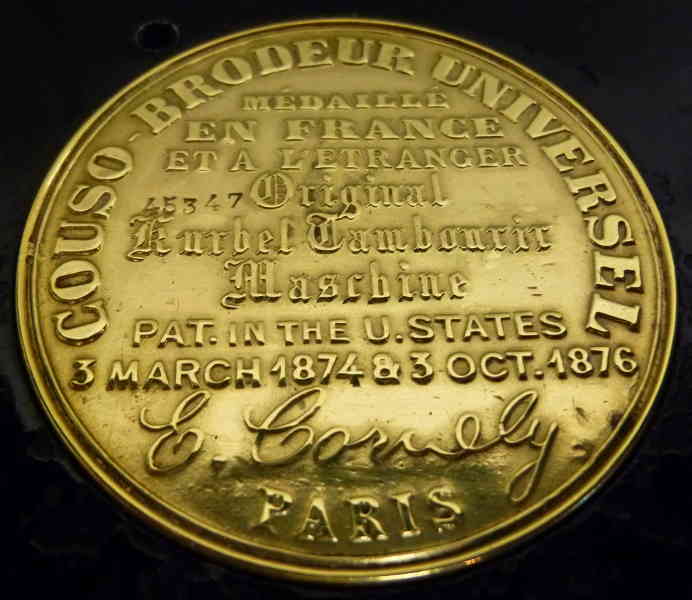 COUSO-BRODEUR UNIVERSEL
MÉDAILLÉ
EN FRANCE
ET A L'ETRANGER
45347 Original
Kurbel Tambourir
Maschine
PAT. IN THE U. STATES
3 MARCH 1874 & 3 OCT. 1876
E. Cornely
PARIS